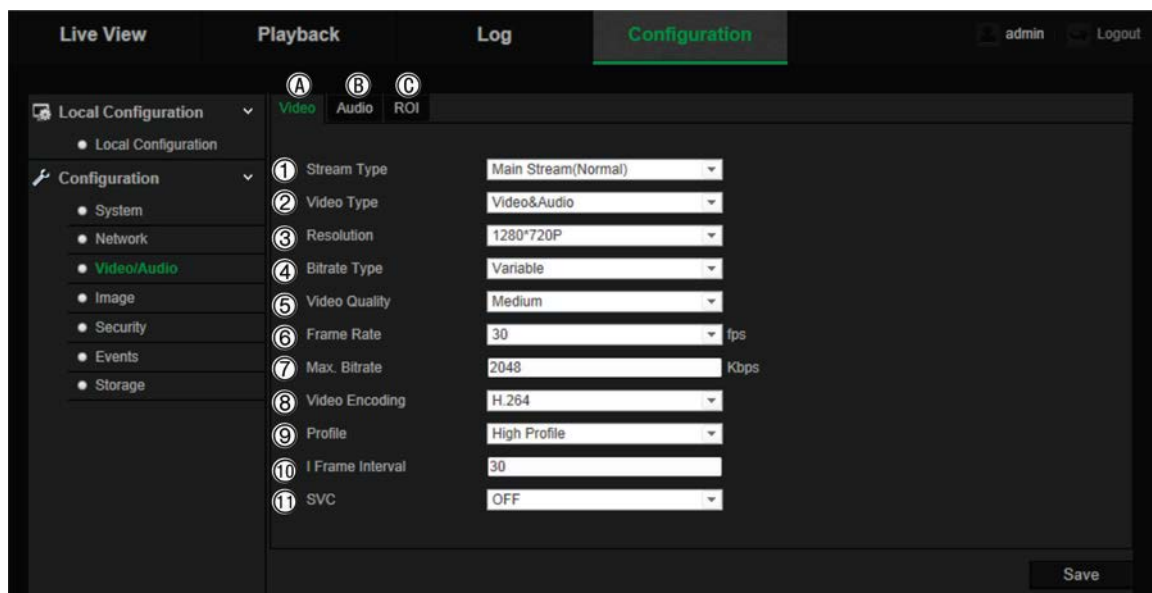 Live View Playback Log Configuration admin Logout
Ⓐ Ⓑ Ⓒ
Local Configuration
Video Audio ROI
Local Configuration
Configuration
System
Network
Video/Audio
Image
Security
Events
Storage
① Stream Type Main Stream(Normal)
② Video Type Video&Audio
③ Resolution 1280*720P
④ Bitrate Type Variable
⑤ Video Quality Medium
⑥ Frame Rate 30 fps
⑦ Max. Bitrate 2048 Kbps
⑧ Video Encoding H.264
⑨ Profile High Profile
⑩ I Frame Interval 30
⑪ SVC OFF
Save